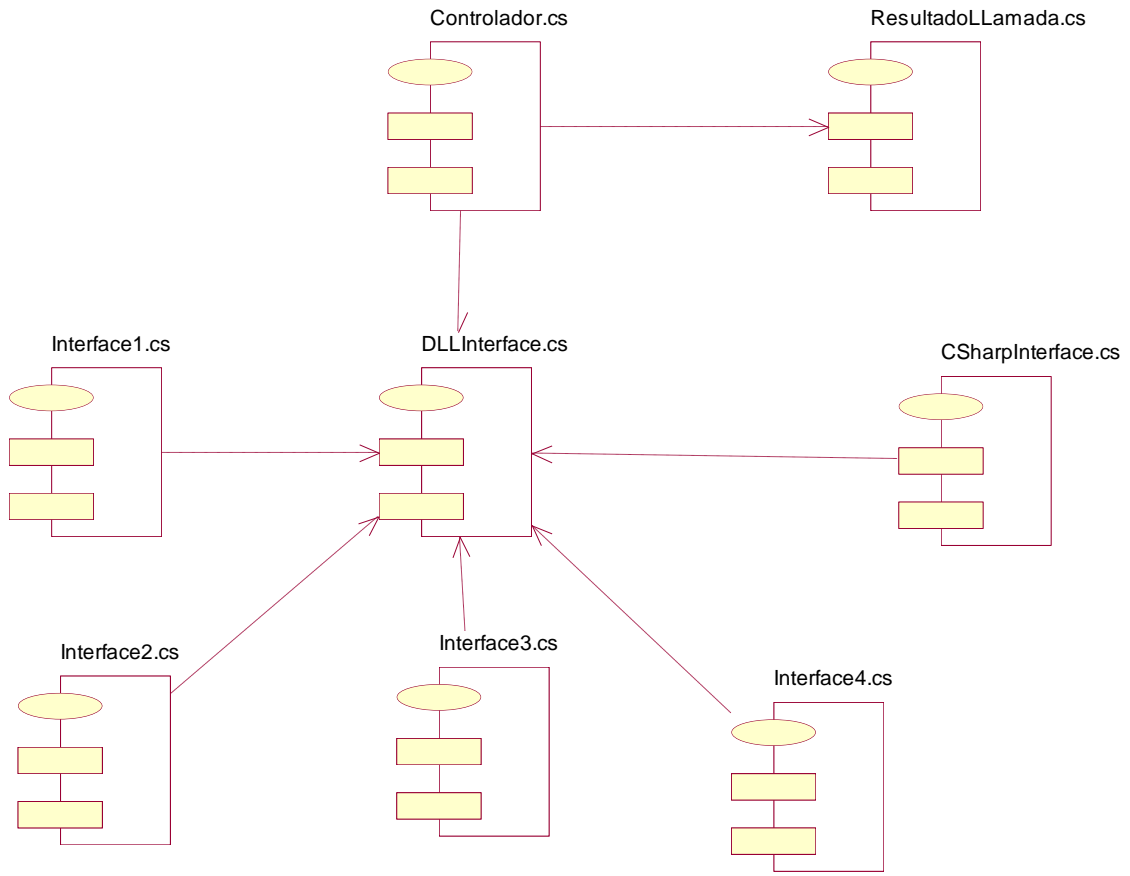 Controlador.cs
ResultadoLLamada.cs
Interface1.cs
DLLInterface.cs
CSharpInterface.cs
Interface2.cs
Interface3.cs
Interface4.cs